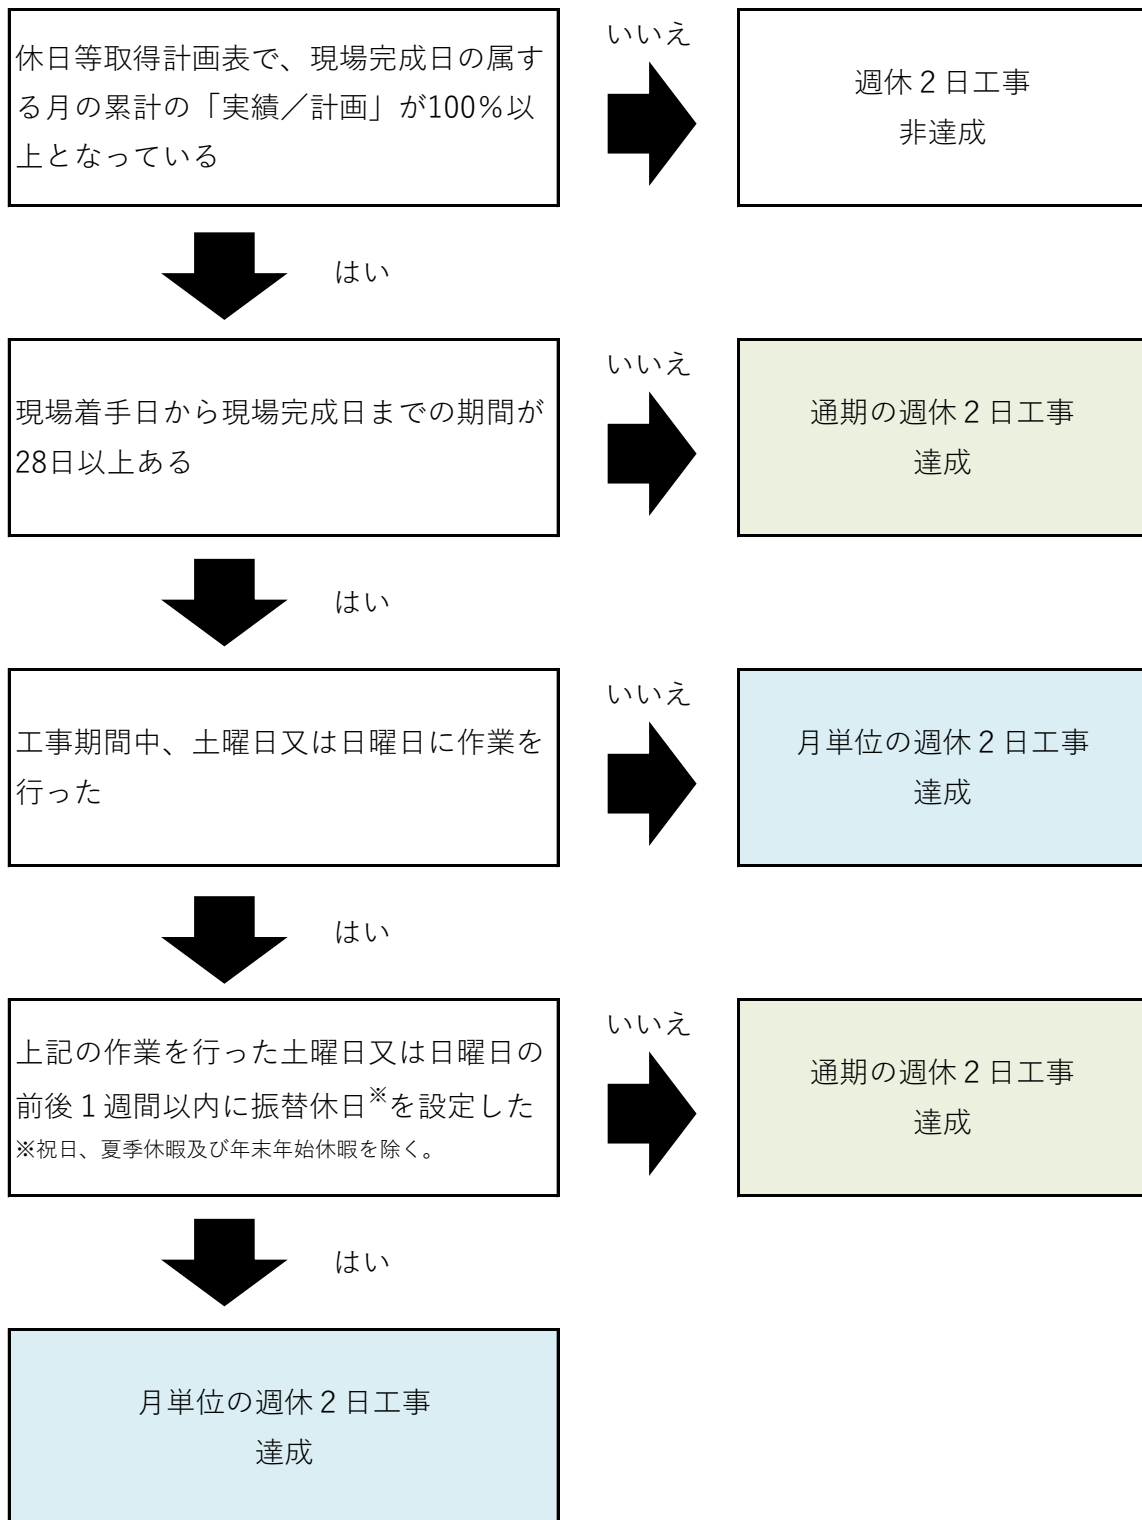 休日等取得計画表で、現場完成日の属す
る月の累計の「実績／計画」が100%以
上となっている
いいえ
週休２日工事
非達成
はい
現場着手日から現場完成日までの期間が
28日以上ある
いいえ
通期の週休２日工事
達成
はい
工事期間中、土曜日又は日曜日に作業を
行った
いいえ
月単位の週休２日工事
達成
はい
上記の作業を行った土曜日又は日曜日の
前後１週間以内に振替休日※を設定した
※祝日、夏季休暇及び年末年始休暇を除く。
いいえ
通期の週休２日工事
達成
はい
月単位の週休２日工事
達成